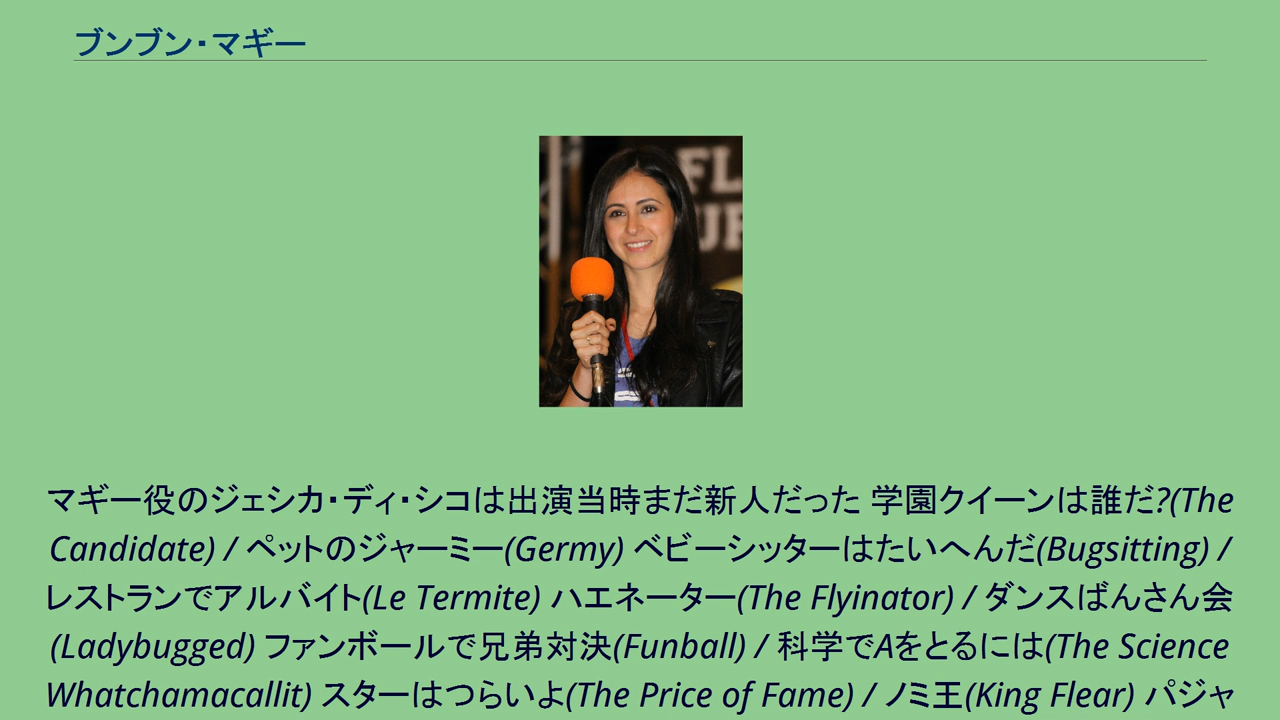 ブンブン・マギー
FL
UF
マギー役のジェシカ・ディ・シコは出演当時まだ新人だった 学園クイーンは誰だ?(The
Candidate) / ペットのジャーミー(Germy) ベビーシッターはたいへんだ(Bugsitting) /
レストランでアルバイト(Le Termite) ハエネーター(The Flyinator) / ダンスばんさん会
(Ladybugged) ファンボールで兄弟対決(Funball) / 科学でAをとるには(The Science
Whatchamacallit) スターはつらいよ(The Price of Fame) / ノミ王(King Flear) パジャ